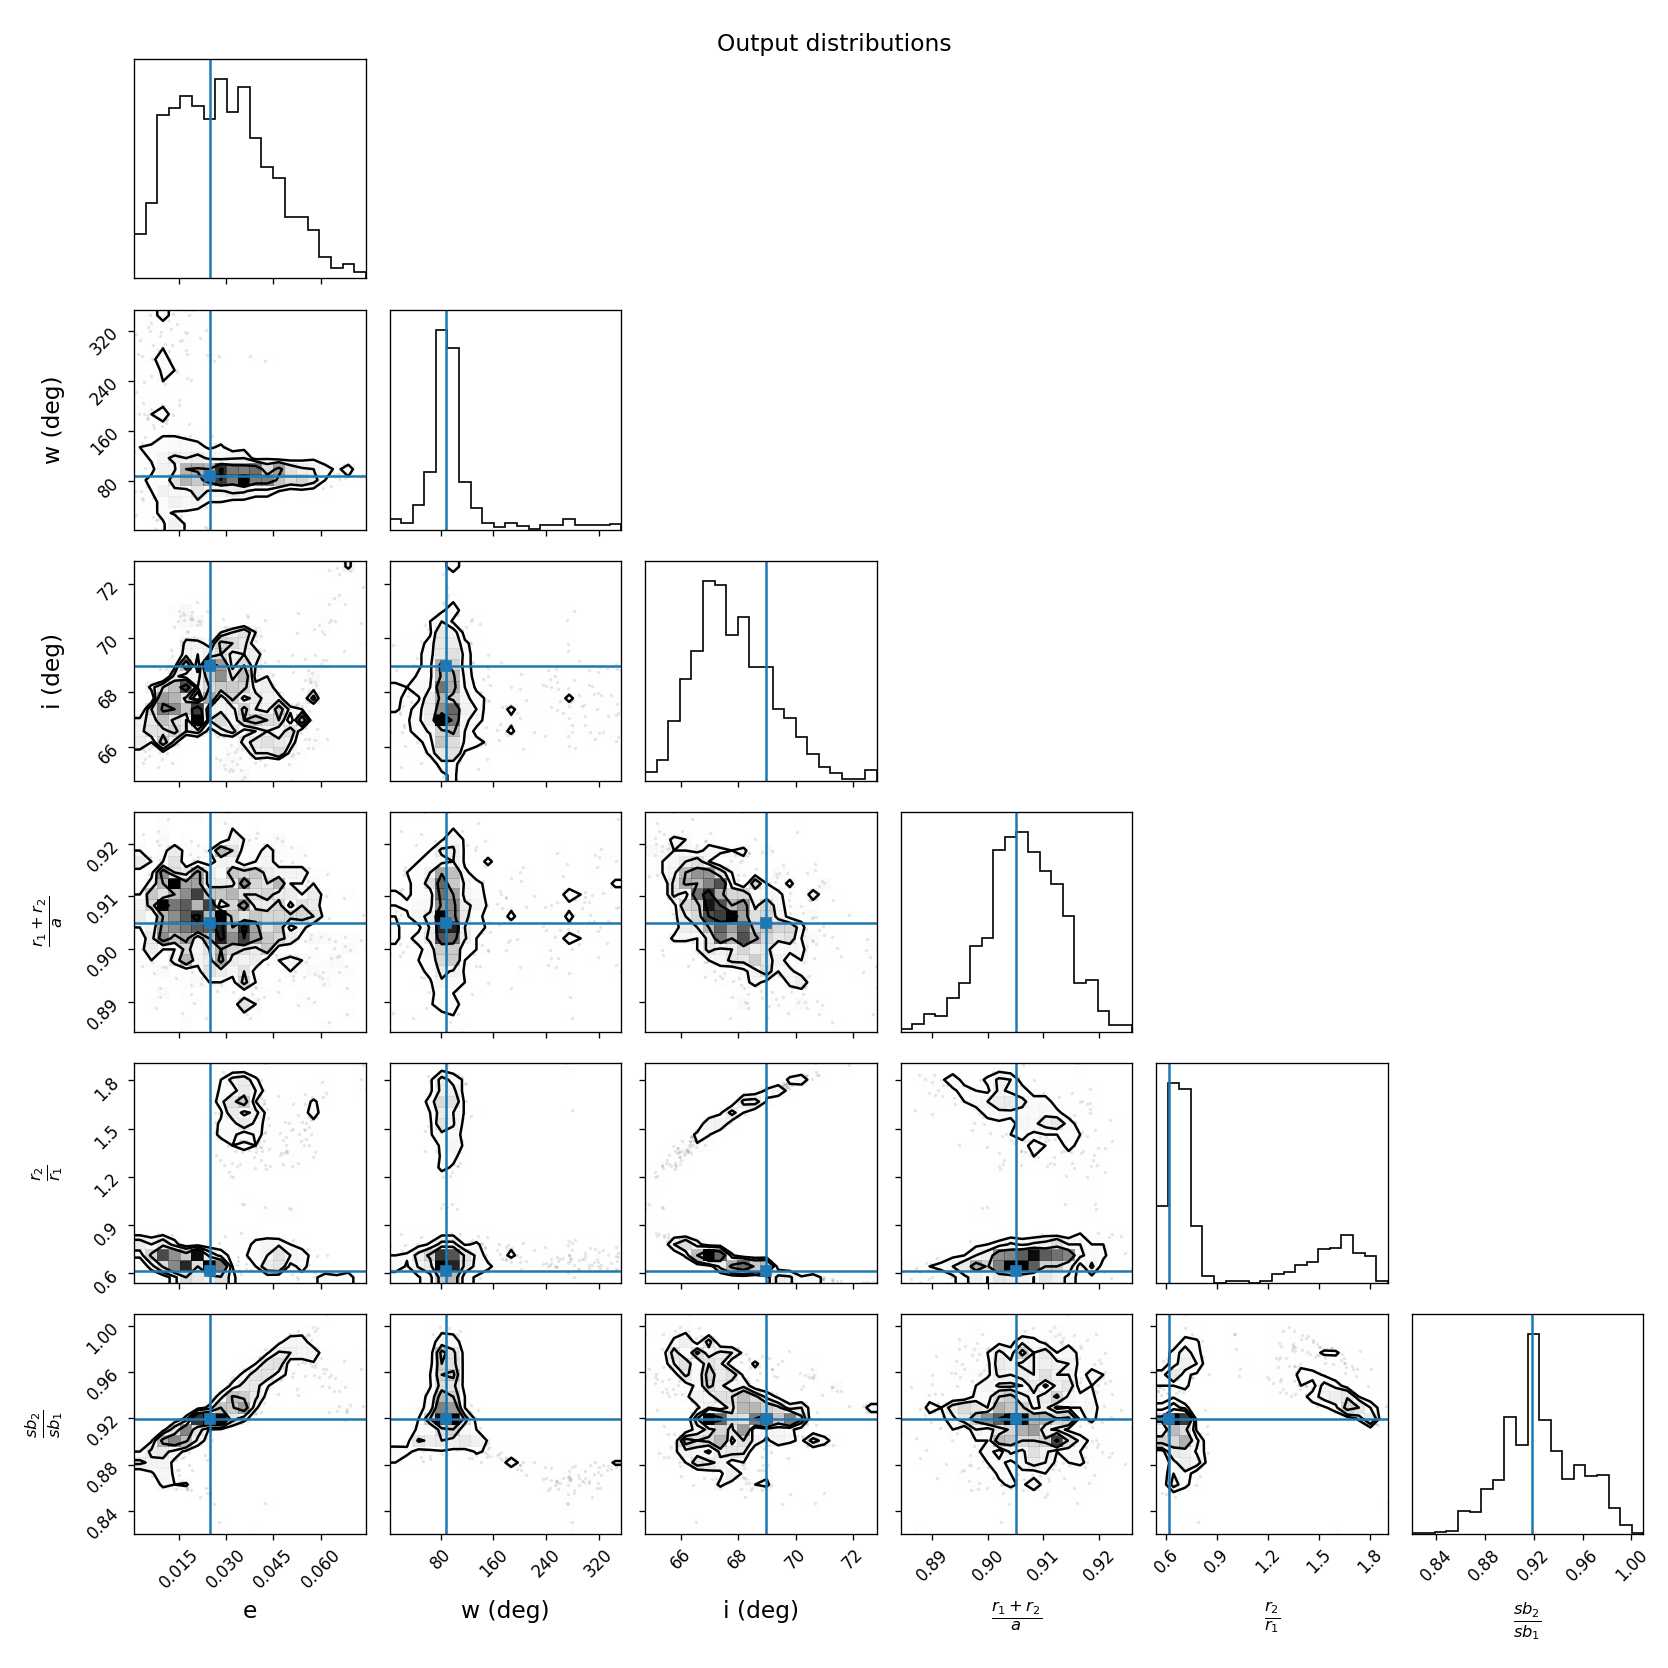 Output distributions
w (deg)
320
240
160
80
i (deg)
72
70
68
66
r₁ + r₂
a
0.92
0.91
0.90
0.89
r₂
r₁
1.8
1.5
1.2
0.9
0.6
sb₂
sb₁
1.00
0.96
0.92
0.88
0.84
0.015 0.030 0.045 0.060 80 160 240 320 66 68 70 72 0.89 0.90 0.91 0.92 0.6 0.9 1.2 1.5 1.8 0.84 0.88 0.92 0.96 1.00
e w (deg) i (deg) r₁ + r₂ r₂ sb₂
a r₁ sb₁